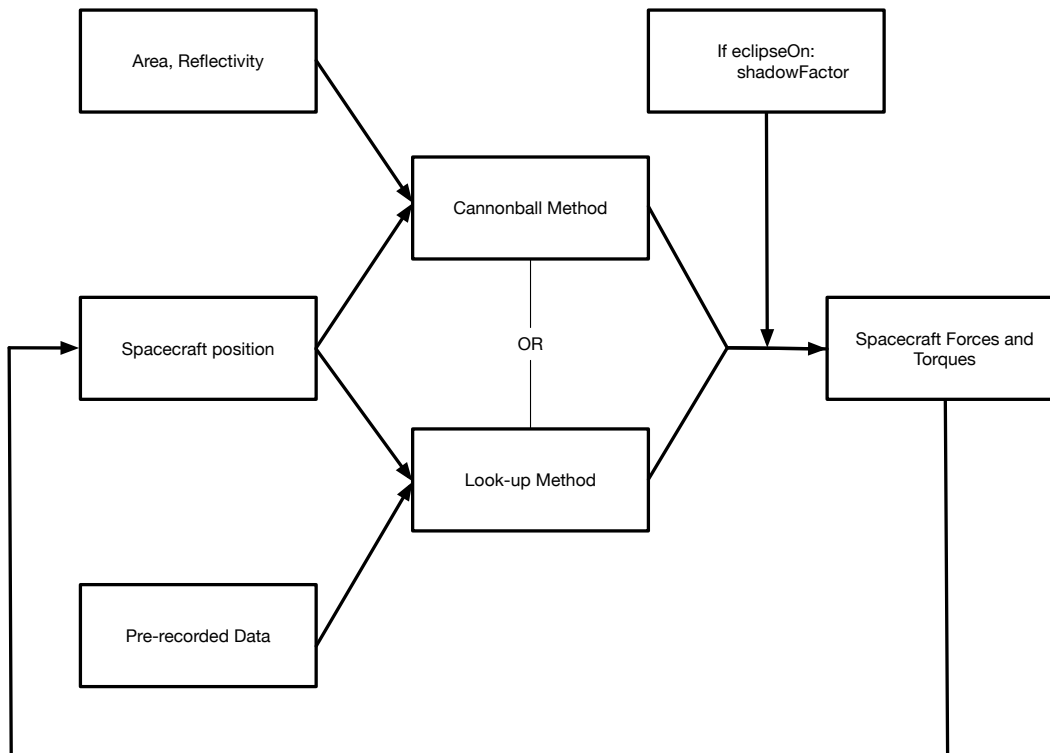 Area, Reflectivity
If eclipseOn:
shadowFactor
Cannonball Method
Spacecraft position
OR
Spacecraft Forces and
Torques
Look-up Method
Pre-recorded Data